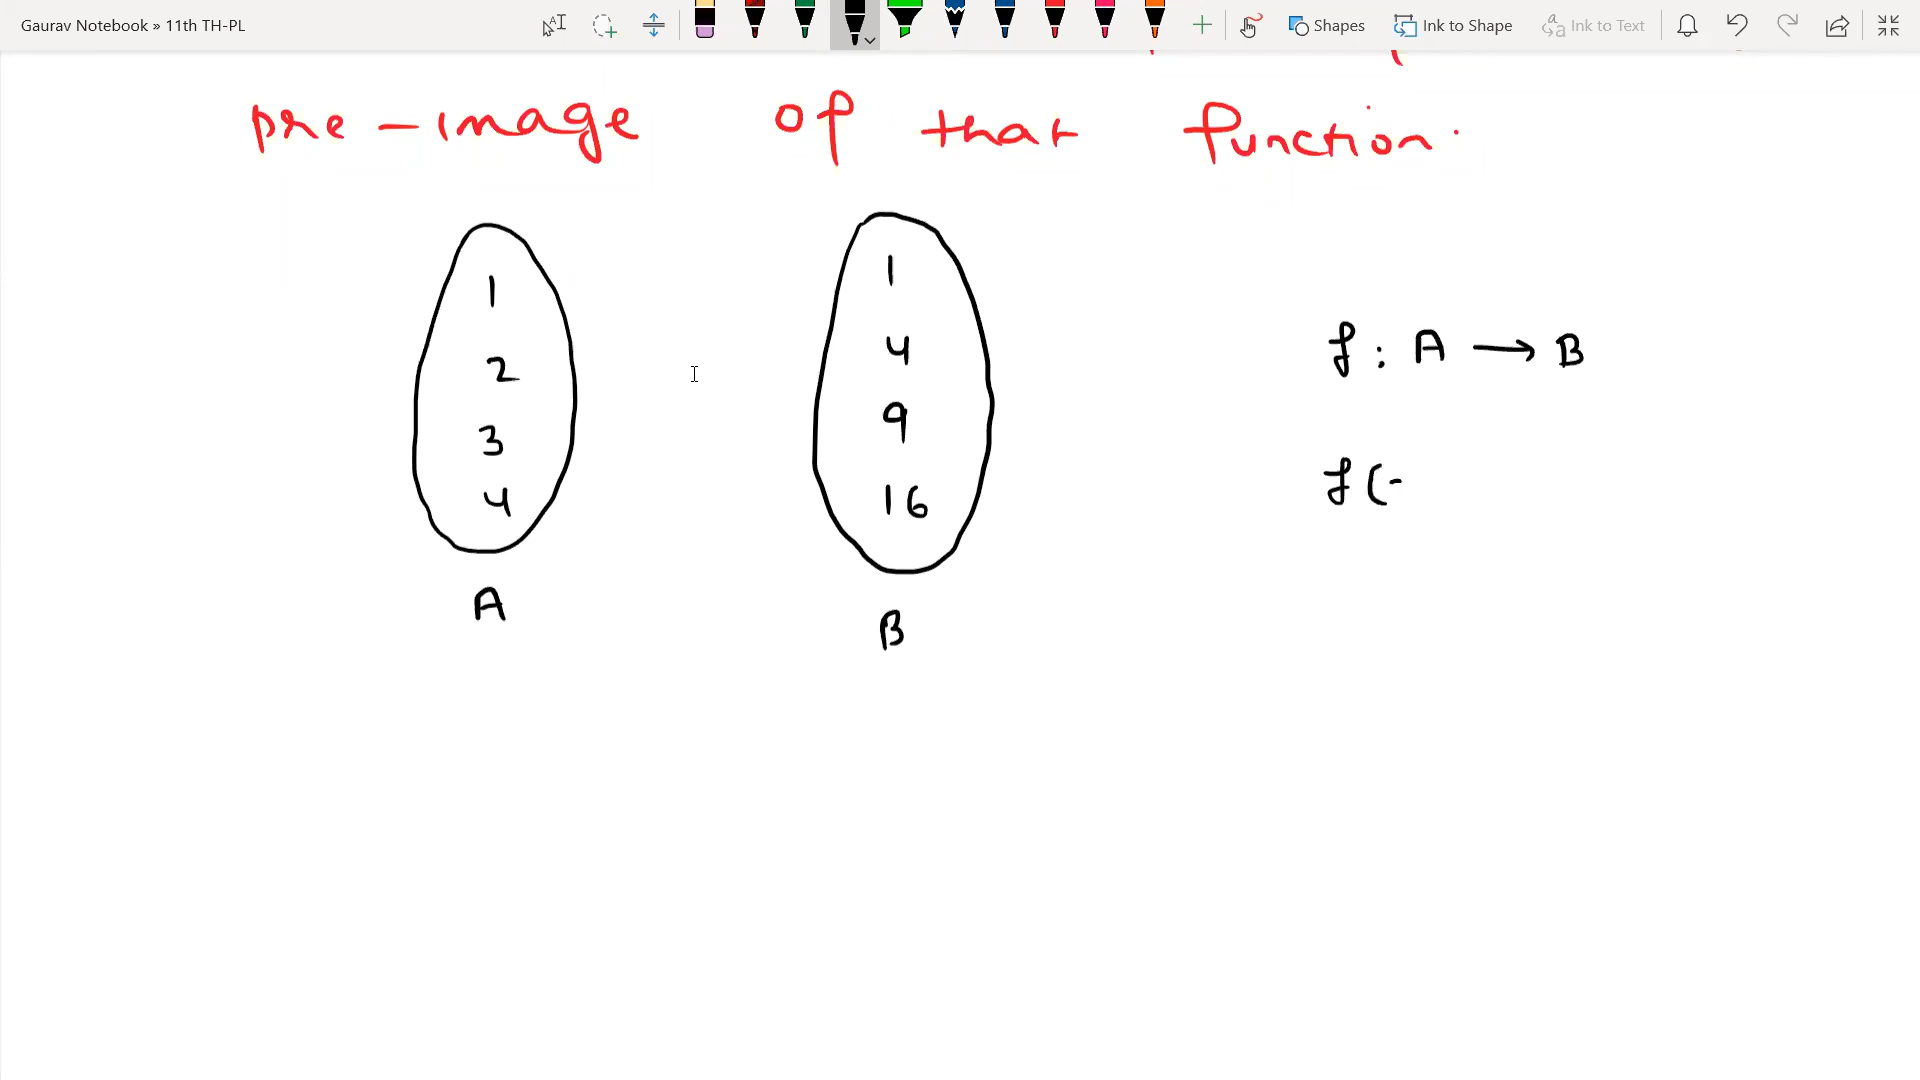 Gaurav Notebook » 11th TH-PL
Shapes
Ink to Shape
Ink to Text
pre-image of that function.
1
2
3
4
A
1
4
9
16
B
f : A → B
f(